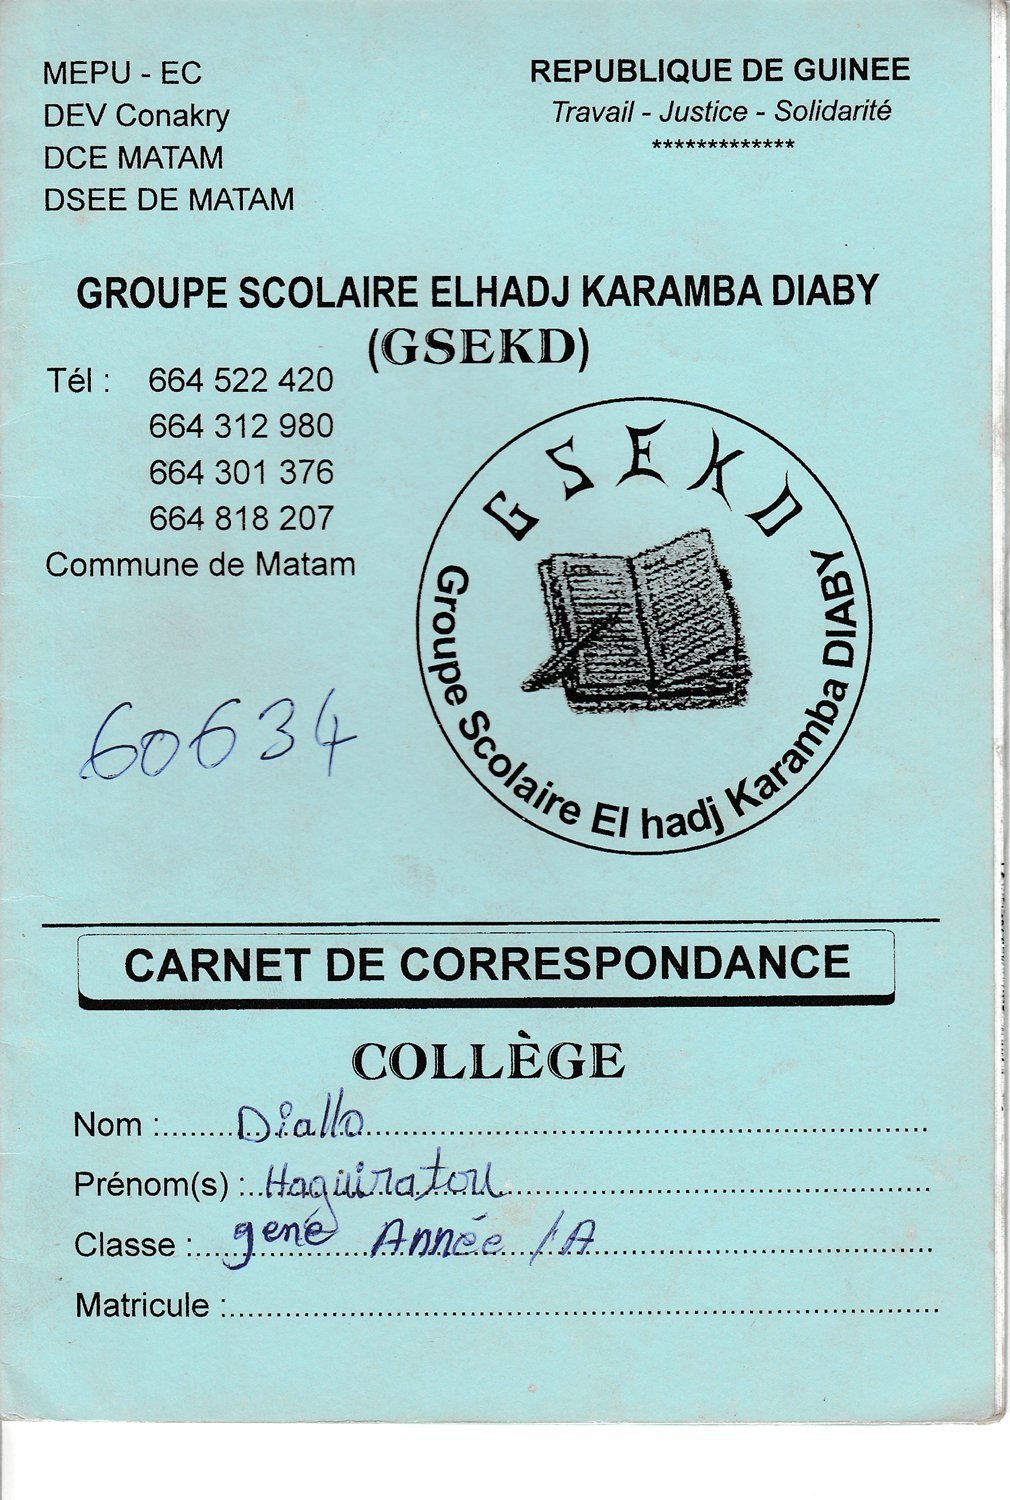 MEPU - EC
DEV Conakry
DCE MATAM
DSEE DE MATAM
REPUBLIQUE DE GUINEE
Travail - Justice - Solidarité
*************
GROUPE SCOLAIRE ELHADJ KARAMBA DIABY
(GSEKD)
Tél : 664 522 420
664 312 980
664 301 376
664 818 207
Commune de Matam
GSEKD
Groupe Scolaire El hadj Karamba DIABY
60634
CARNET DE CORRESPONDANCE
COLLÈGE
Nom : Diallo
Prénom(s) : Haguiratou
Classe : 9eme Année /A
Matricule :